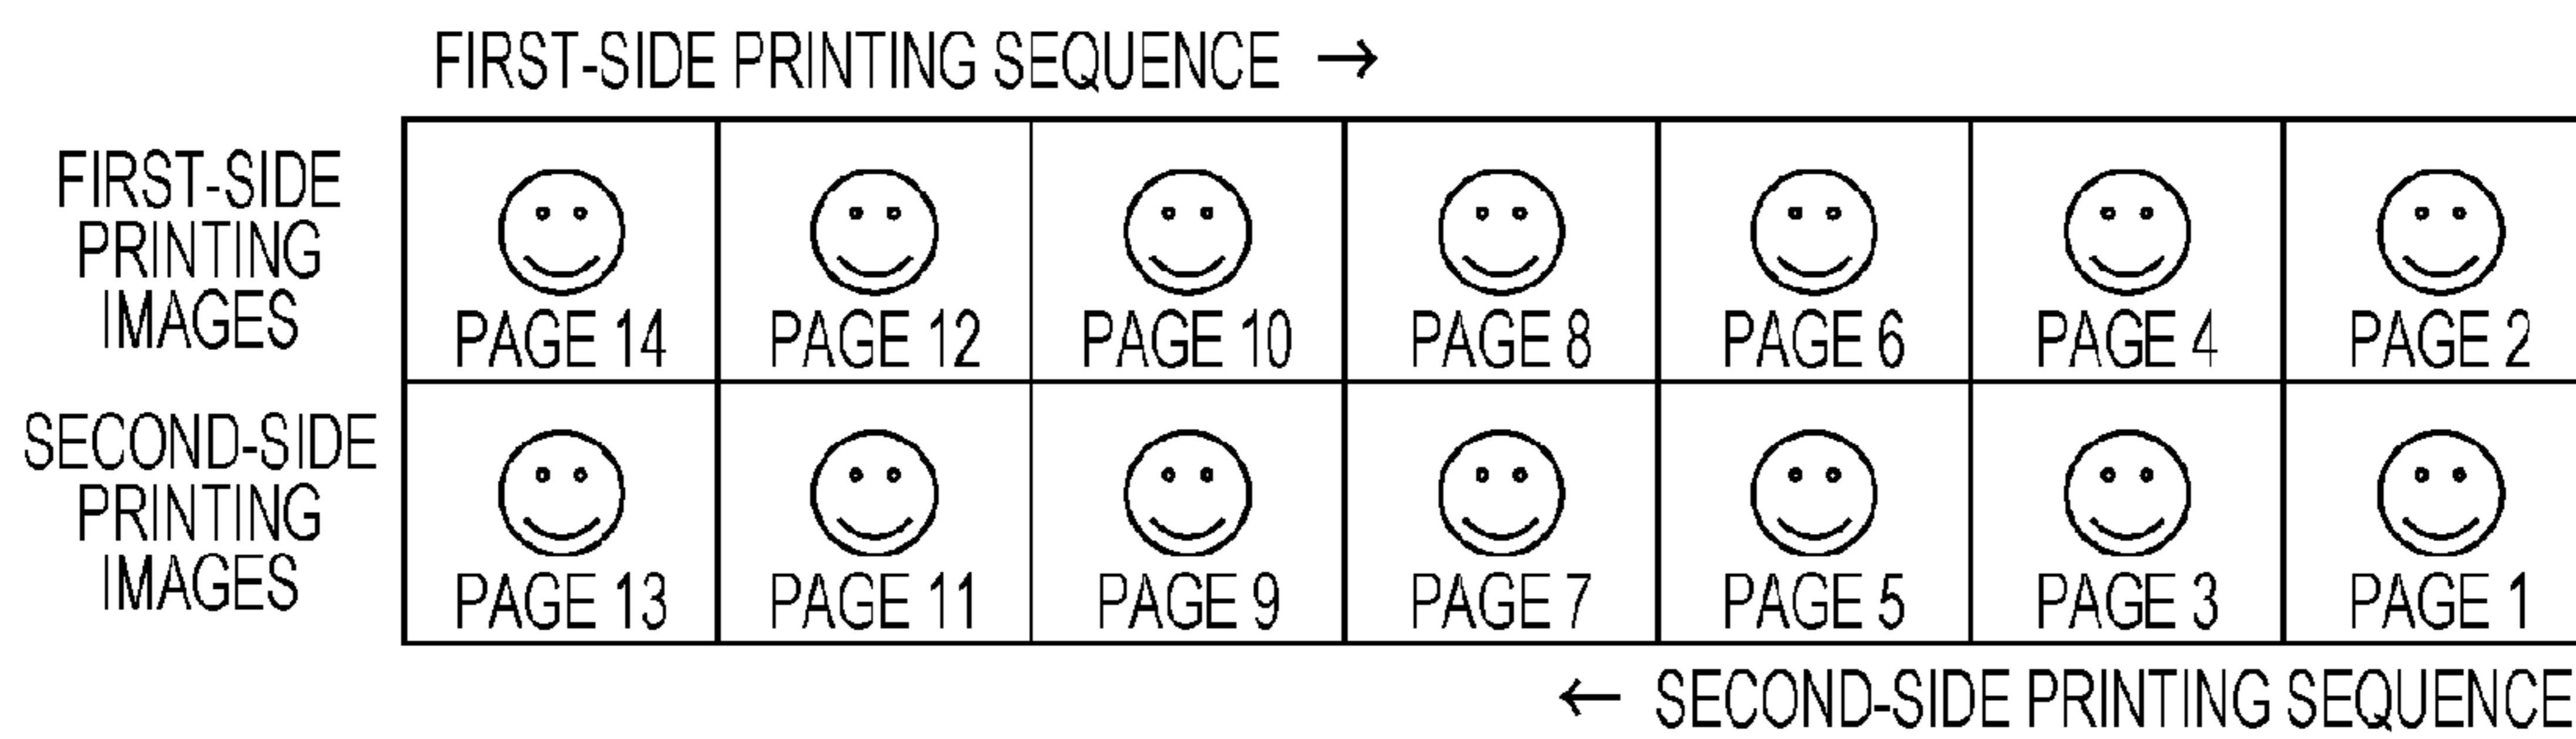 FIRST-SIDE PRINTING SEQUENCE →
FIRST-SIDE
PRINTING
IMAGES
PAGE 14 PAGE 12 PAGE 10 PAGE 8 PAGE 6 PAGE 4 PAGE 2
SECOND-SIDE
PRINTING
IMAGES
PAGE 13 PAGE 11 PAGE 9 PAGE 7 PAGE 5 PAGE 3 PAGE 1
← SECOND-SIDE PRINTING SEQUENCE